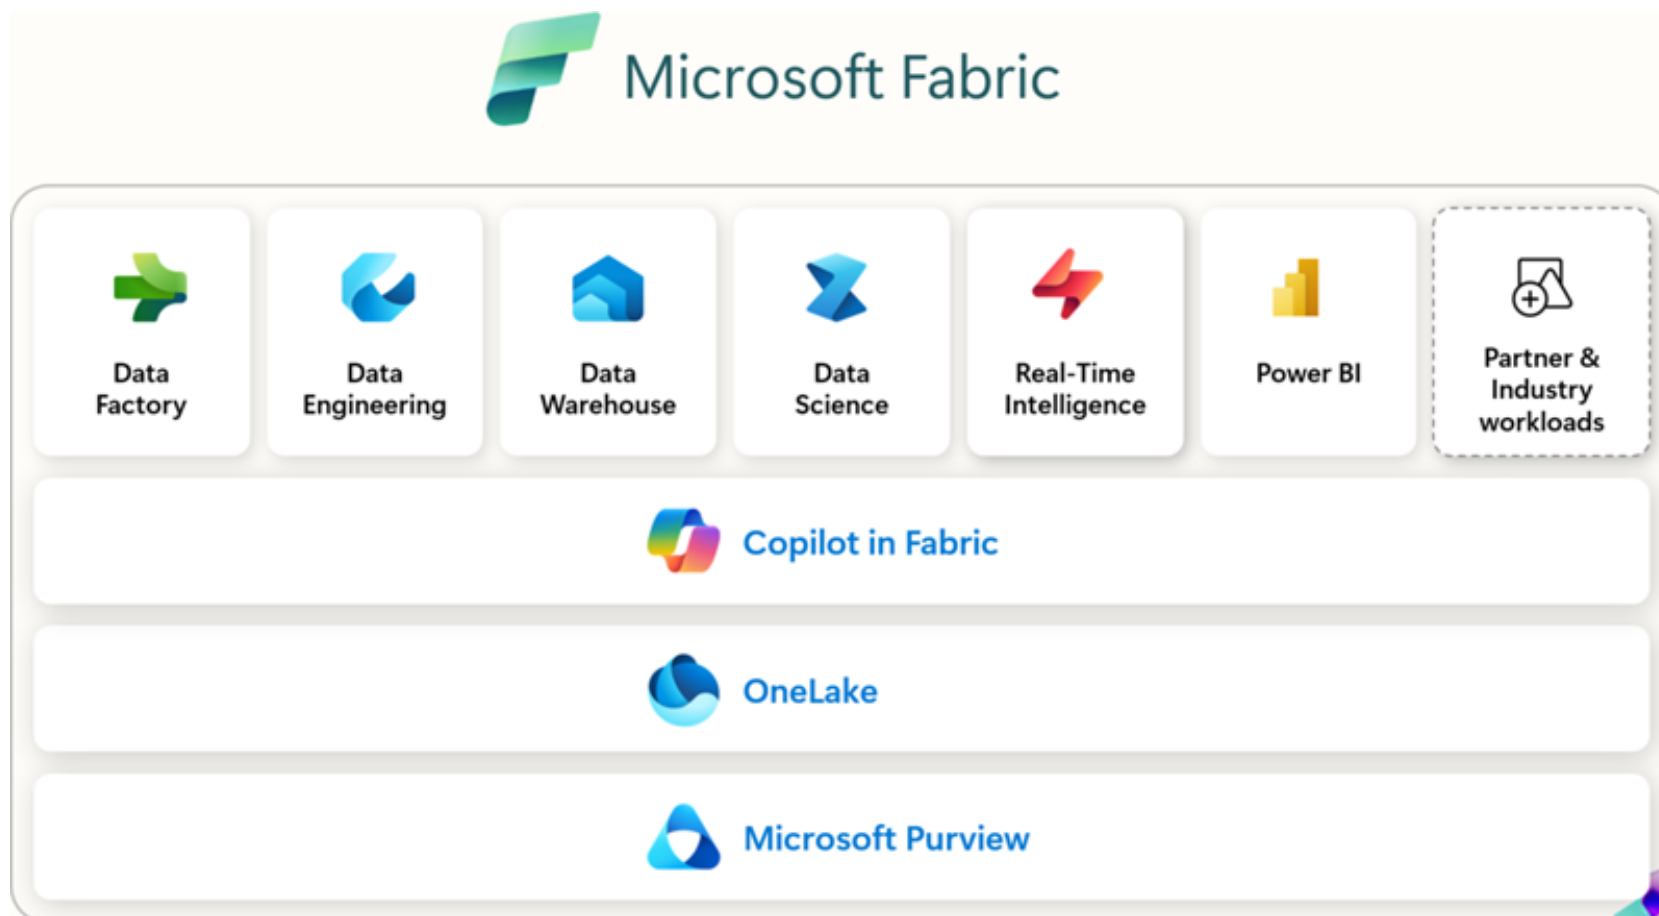 Microsoft Fabric
Data
Factory
Data
Engineering
Data
Warehouse
Data
Science
Real-Time
Intelligence
Power BI
Partner &
Industry
workloads
Copilot in Fabric
OneLake
Microsoft Purview